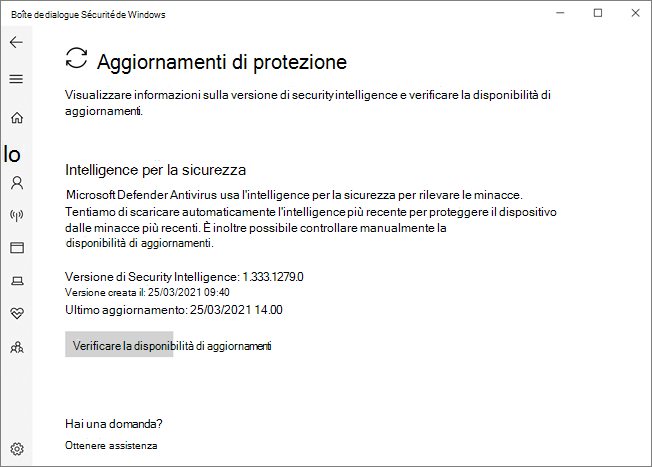 Boîte de dialogue Sécurité de Windows
Aggiornamenti di protezione
Visualizzare informazioni sulla versione di security intelligence e verificare la disponibilità di
aggiornamenti.
lo
Intelligence per la sicurezza
Microsoft Defender Antivirus usa l'intelligence per la sicurezza per rilevare le minacce.
Tentiamo di scaricare automaticamente l'intelligence più recente per proteggere il dispositivo
dalle minacce più recenti. È inoltre possibile controllare manualmente la
disponibilità di aggiornamenti.
Versione di Security Intelligence: 1.333.1279.0
Versione creata il: 25/03/2021 09:40
Ultimo aggiornamento: 25/03/2021 14.00
Verificare la disponibilità di aggiornamenti
Hai una domanda?
Ottenere assistenza